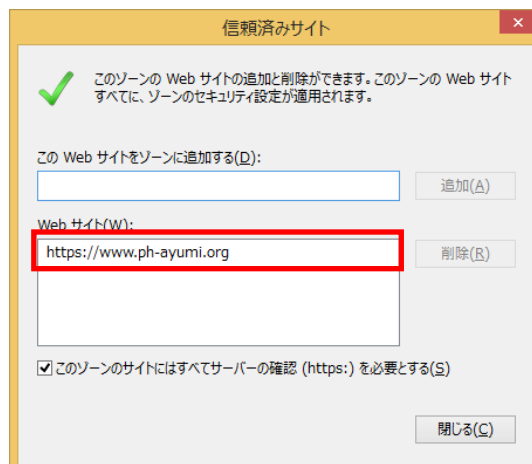 信頼済みサイト
×
このゾーンの Web サイトの追加と削除ができます。このゾーンの Web サイト
すべてに、ゾーンのセキュリティ設定が適用されます。
この Web サイトをゾーンに追加する(D):
追加(A)
Web サイト(W):
https://www.ph-ayumi.org
削除(R)
このゾーンのサイトにはすべてサーバーの確認 (https:) を必要とする(S)
閉じる(C)